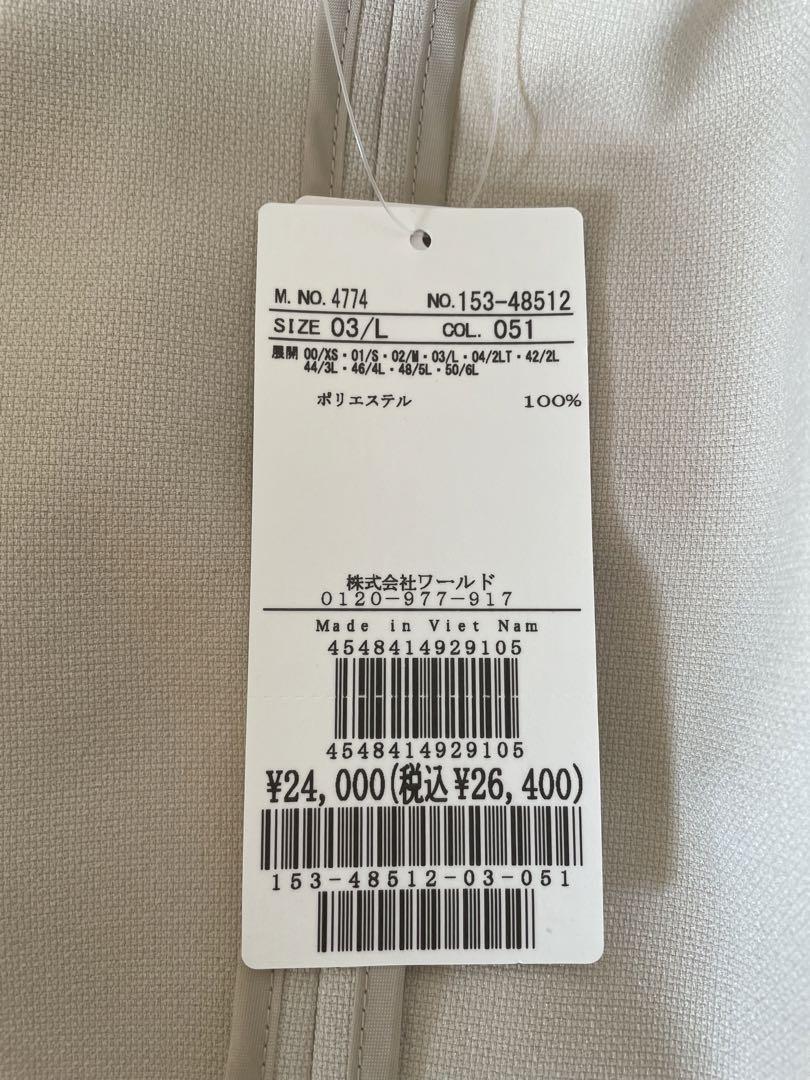 M. NO. 4774 NO. 153-48512
SIZE 03/L COL. 051
展開 00/XS・01/S・02/M・03/L・04/2LT・42/2L
44/3L・46/4L・48/5L・50/6L
ポリエステル 100%
株式会社ワールド
0120-977-917
Made in Viet Nam
4548414929105
4548414929105
¥24,000(税込¥26,400)
153-48512-03-051